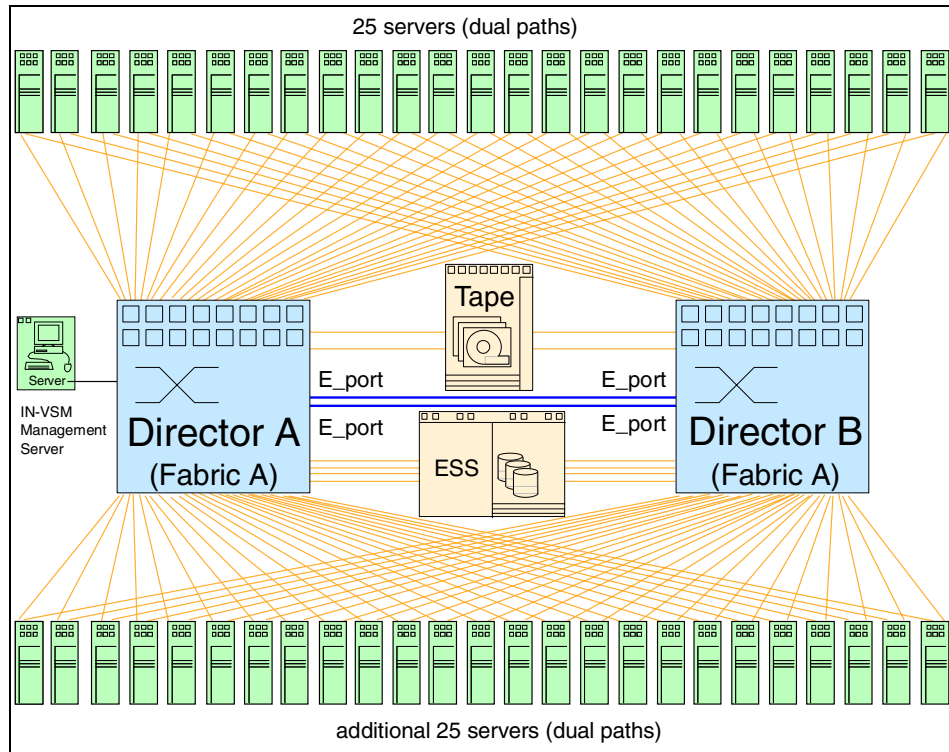 25 servers (dual paths)
Tape
Server
E_port
E_port
IN-VSM
Management
Server
Director A
(Fabric A)
E_port
E_port
Director B
(Fabric A)
ESS
additional 25 servers (dual paths)